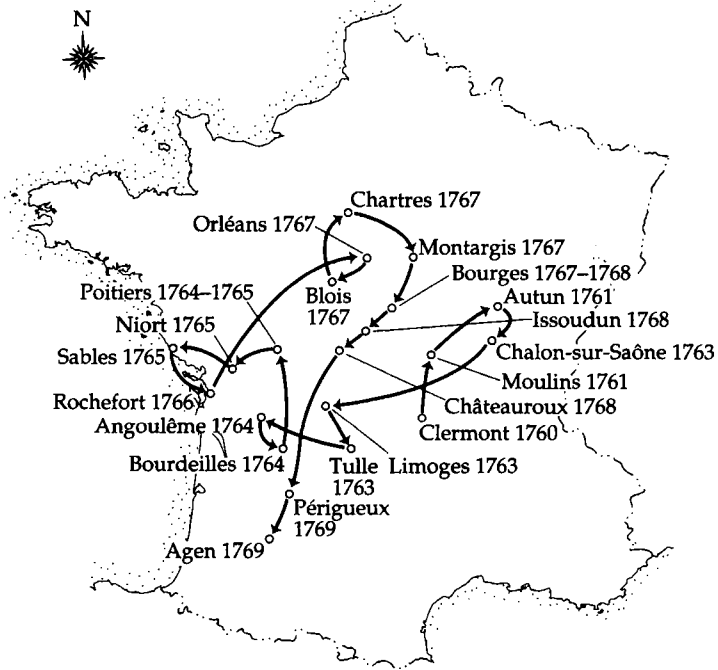 N
Chartres 1767
Orléans 1767
Montargis 1767
Bourges 1767–1768
Blois
1767
Poitiers 1764–1765
Autun 1761
Niort 1765
Issoudun 1768
Sables 1765
Chalon-sur-Saône 1763
Moulins 1761
Rochefort 1766
Châteauroux 1768
Angoulême 1764
Clermont 1760
Bourdeilles 1764
Tulle
1763
Limoges 1763
Périgueux
1769
Agen 1769